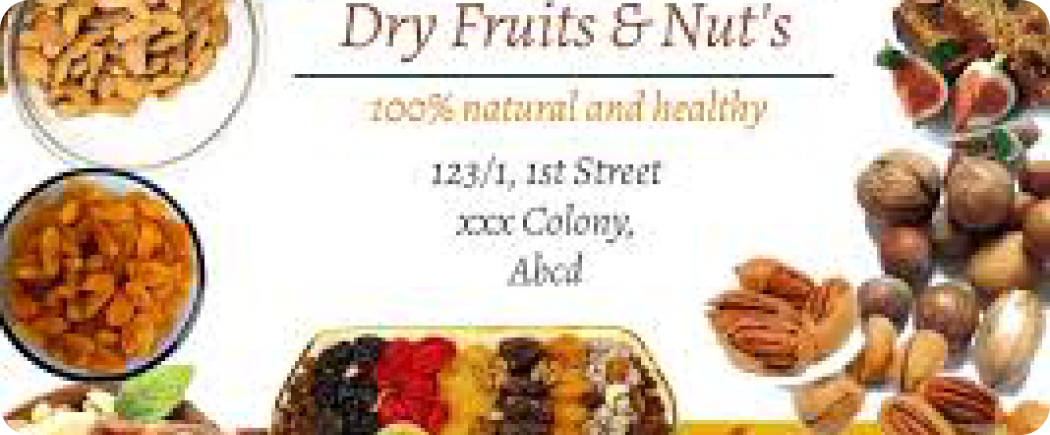 Dry Fruits & Nut's
100% natural and healthy
123/1, 1st Street
xxx Colony,
Abcd